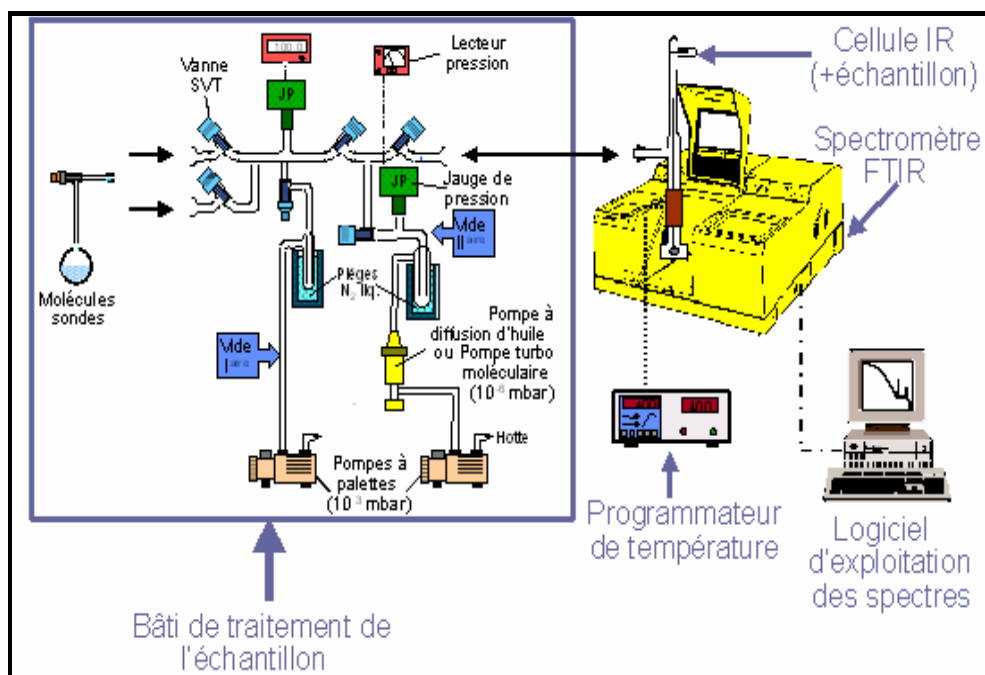 100.0
Lecteur
pression
Vanne
SVT
JP
JP
Jauge de
pression
Vide
II
Pièges
N2 liq.
Molécules
sondes
Vide
I
Pompe à
diffusion d'huile
ou Pompe turbo
moléculaire
(10-6 mbar)
Hotte
Pompes à
palettes
(10-3 mbar)
Bâti de traitement de
l'échantillon
Cellule IR
(+échantillon)
Spectromètre
FTIR
Programmateur
de température
Logiciel
d'exploitation
des spectres